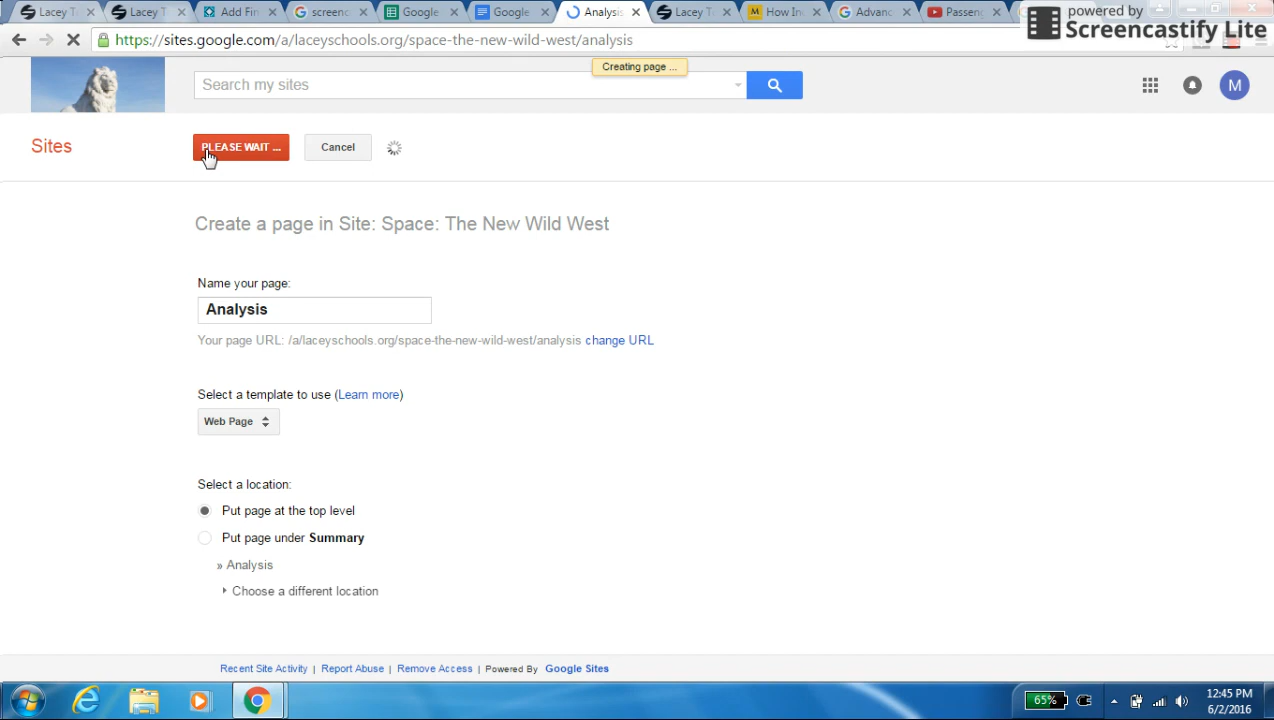 Lacey T
Lacey T
Add Fin
screenc
Google
Google
Analysis
Lacey T
How In
Advanc
Passen
powered by
Screencastify Lite
https://sites.google.com/a/laceyschools.org/space-the-new-wild-west/analysis
Creating page ...
Search my sites
M
Sites
PLEASE WAIT ...
Cancel
Create a page in Site: Space: The New Wild West
Name your page:
Analysis
Your page URL: /a/laceyschools.org/space-the-new-wild-west/analysis change URL
Select a template to use (Learn more)
Web Page
Select a location:
Put page at the top level
Put page under Summary
» Analysis
Choose a different location
Recent Site Activity | Report Abuse | Remove Access | Powered By Google Sites
65%
12:45 PM
6/2/2016